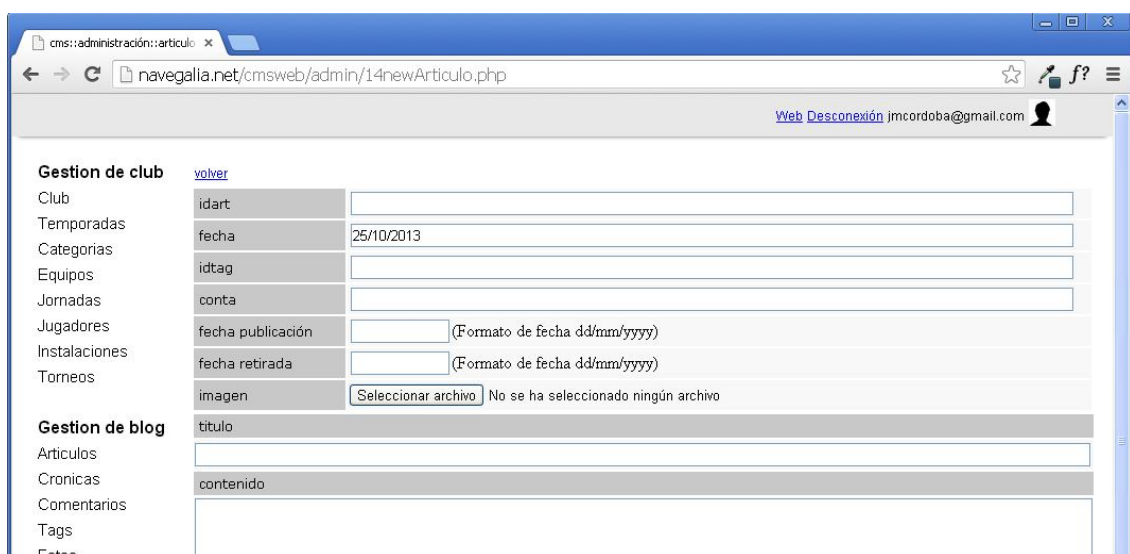 cms::administración::articulo
navegalia.net/cmsweb/admin/14newArticulo.php
f?
Web Desconexión jmcordoba@gmail.com
Gestion de club
Club
Temporadas
Categorias
Equipos
Jornadas
Jugadores
Instalaciones
Torneos
Gestion de blog
Articulos
Cronicas
Comentarios
Tags
volver
idart
fecha 25/10/2013
idtag
conta
fecha publicación (Formato de fecha dd/mm/yyyy)
fecha retirada (Formato de fecha dd/mm/yyyy)
imagen Seleccionar archivo No se ha seleccionado ningún archivo
titulo
contenido